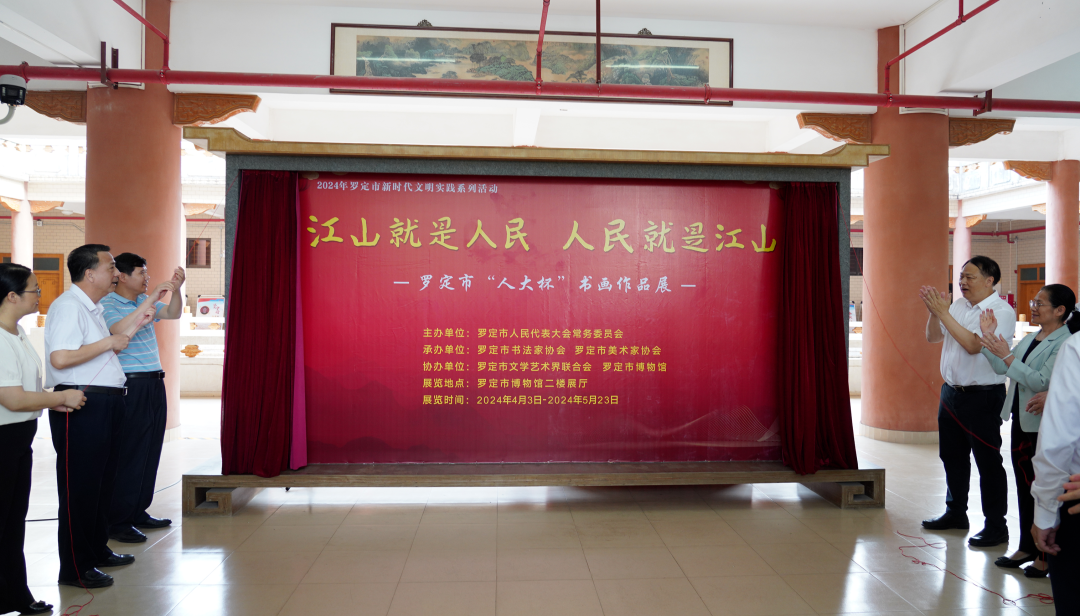 2024年罗定市新时代文明实践系列活动
江山就是人民 人民就是江山
—罗定市“人大杯”书画作品展—
主办单位：罗定市人民代表大会常务委员会
承办单位：罗定市书法家协会 罗定市美术家协会
协办单位：罗定市文学艺术界联合会 罗定市博物馆
展览地点：罗定市博物馆二楼展厅
展览时间：2024年4月3日-2024年5月23日